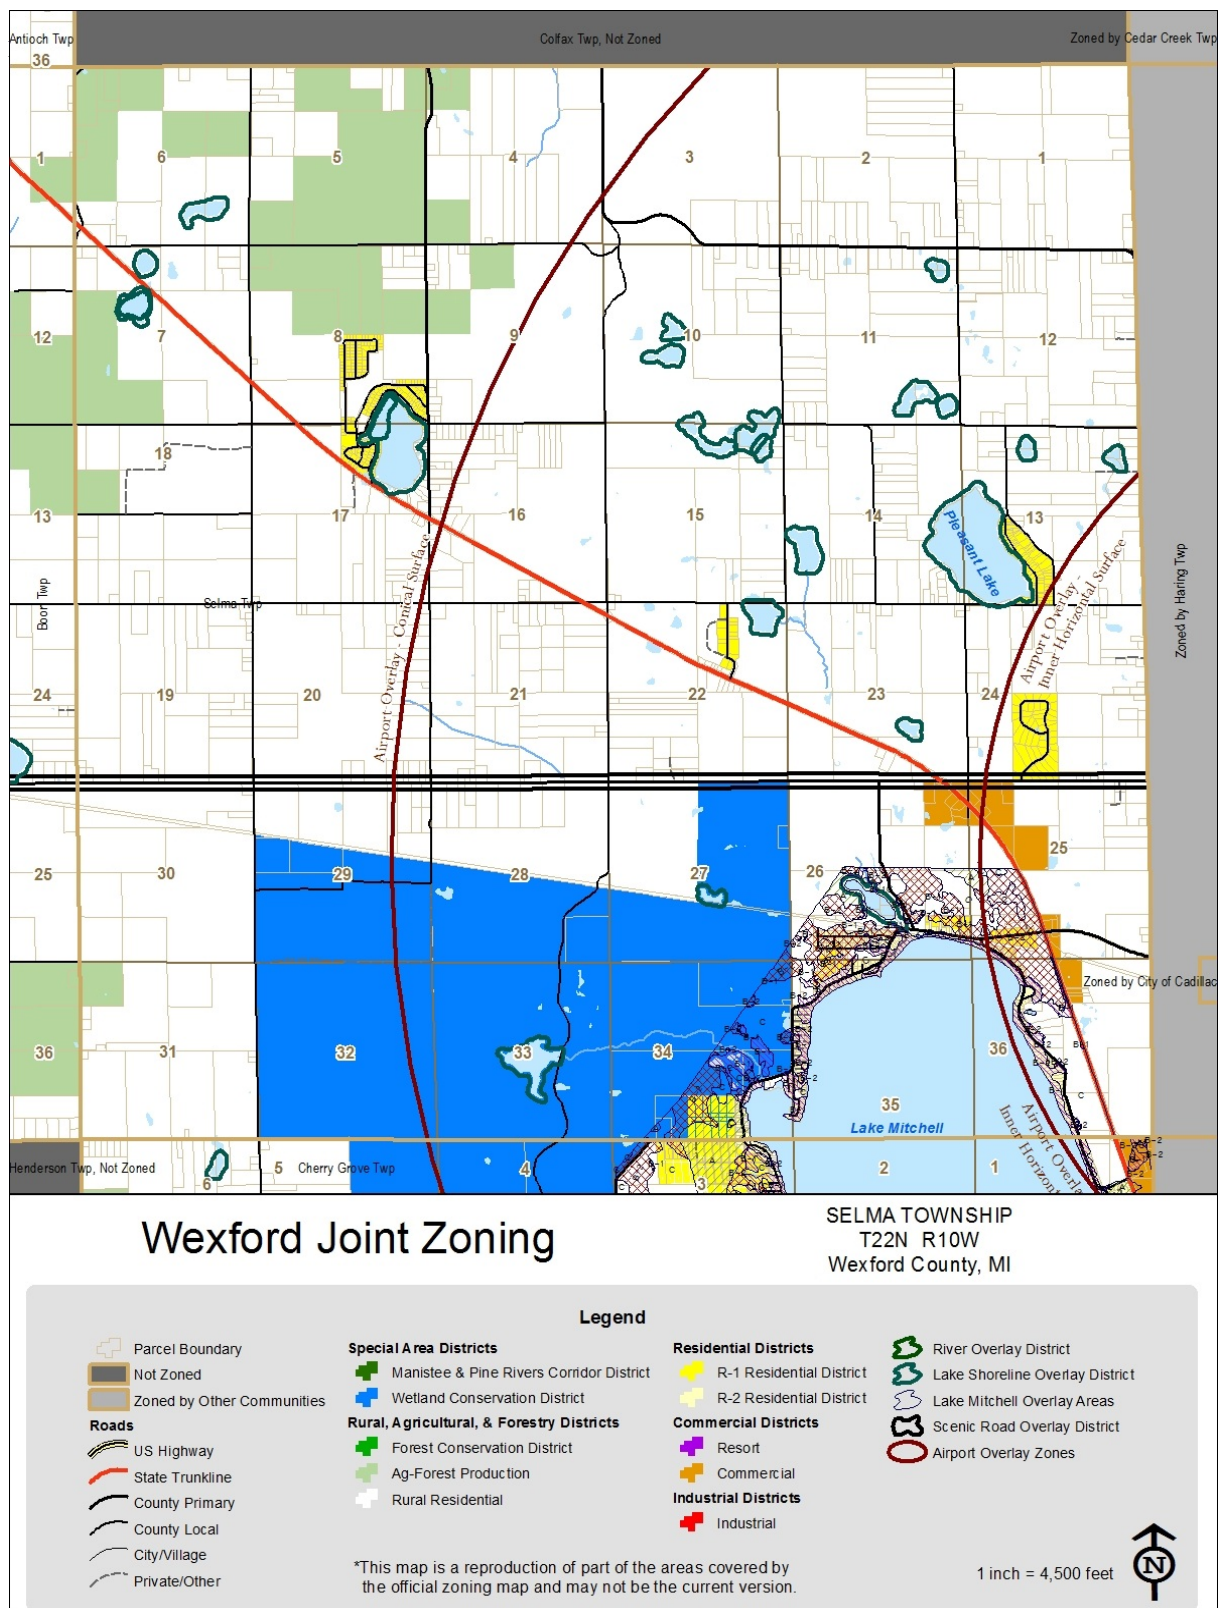 Antioch Twp
Colfax Twp, Not Zoned
Zoned by Cedar Creek Twp
36
1
6
5
4
3
2
1
12
7
8
9
10
11
12
18
13
17
16
15
14
13
Pleasant Lake
Airport Overlay - Conical Surface
Airport Overlay -
Inner Horizontal Surface
Zoned by Haring Twp
Boon Twp
Selma Twp
24
19
20
21
22
23
24
25
30
29
28
27
26
25
Zoned by City of Cadillac
36
31
32
33
34
35
36
Lake Mitchell
Airport Overlay
Inner Horizont
Henderson Twp, Not Zoned
6
5
Cherry Grove Twp
4
3
2
1
Wexford Joint Zoning
SELMA TOWNSHIP
T22N R10W
Wexford County, MI
Legend
Parcel Boundary
Not Zoned
Zoned by Other Communities
Roads
US Highway
State Trunkline
County Primary
County Local
City/Village
Private/Other
Special Area Districts
Manistee & Pine Rivers Corridor District
Wetland Conservation District
Rural, Agricultural, & Forestry Districts
Forest Conservation District
Ag-Forest Production
Rural Residential
Residential Districts
R-1 Residential District
R-2 Residential District
Commercial Districts
Resort
Commercial
Industrial Districts
Industrial
River Overlay District
Lake Shoreline Overlay District
Lake Mitchell Overlay Areas
Scenic Road Overlay District
Airport Overlay Zones
*This map is a reproduction of part of the areas covered by
the official zoning map and may not be the current version.
1 inch = 4,500 feet
N